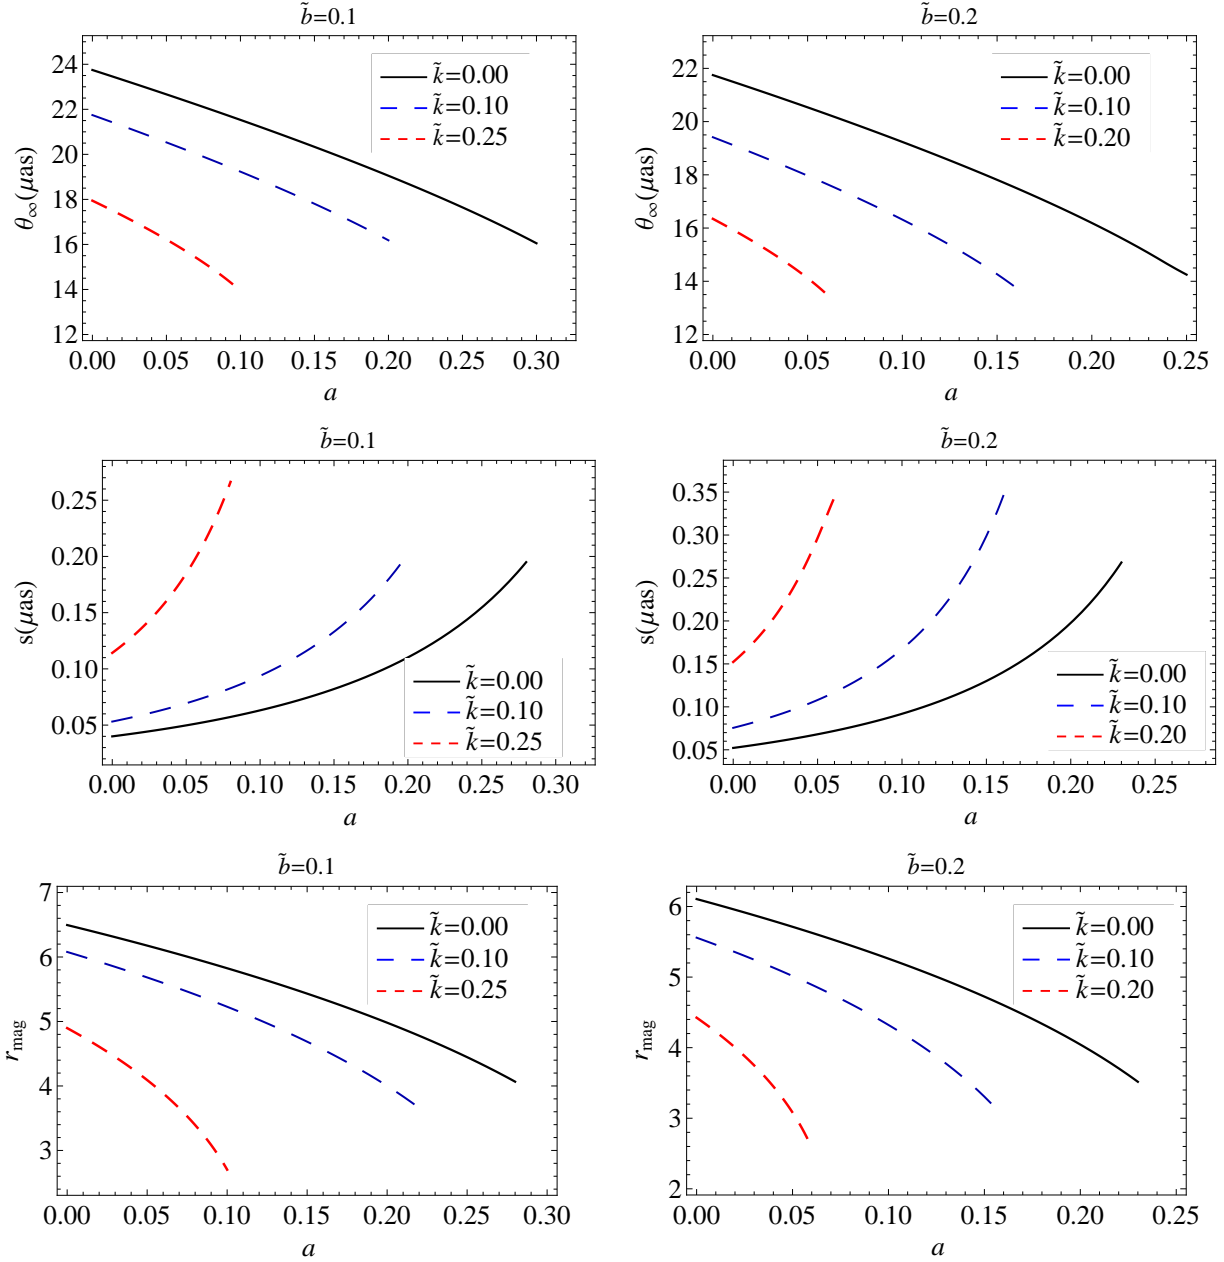 b̃=0.1
24
22
20
18
16
14
12
θ∞(μas)
k̃=0.00
k̃=0.10
k̃=0.25
0.00 0.05 0.10 0.15 0.20 0.25 0.30
a
b̃=0.2
22
20
18
16
14
12
θ∞(μas)
k̃=0.00
k̃=0.10
k̃=0.20
0.00 0.05 0.10 0.15 0.20 0.25
a
b̃=0.1
0.25
0.20
0.15
0.10
0.05
s(μas)
k̃=0.00
k̃=0.10
k̃=0.25
0.00 0.05 0.10 0.15 0.20 0.25 0.30
a
b̃=0.2
0.35
0.30
0.25
0.20
0.15
0.10
0.05
s(μas)
k̃=0.00
k̃=0.10
k̃=0.20
0.00 0.05 0.10 0.15 0.20 0.25
a
b̃=0.1
7
6
5
4
3
r_mag
k̃=0.00
k̃=0.10
k̃=0.25
0.00 0.05 0.10 0.15 0.20 0.25 0.30
a
b̃=0.2
6
5
4
3
2
r_mag
k̃=0.00
k̃=0.10
k̃=0.20
0.00 0.05 0.10 0.15 0.20 0.25
a